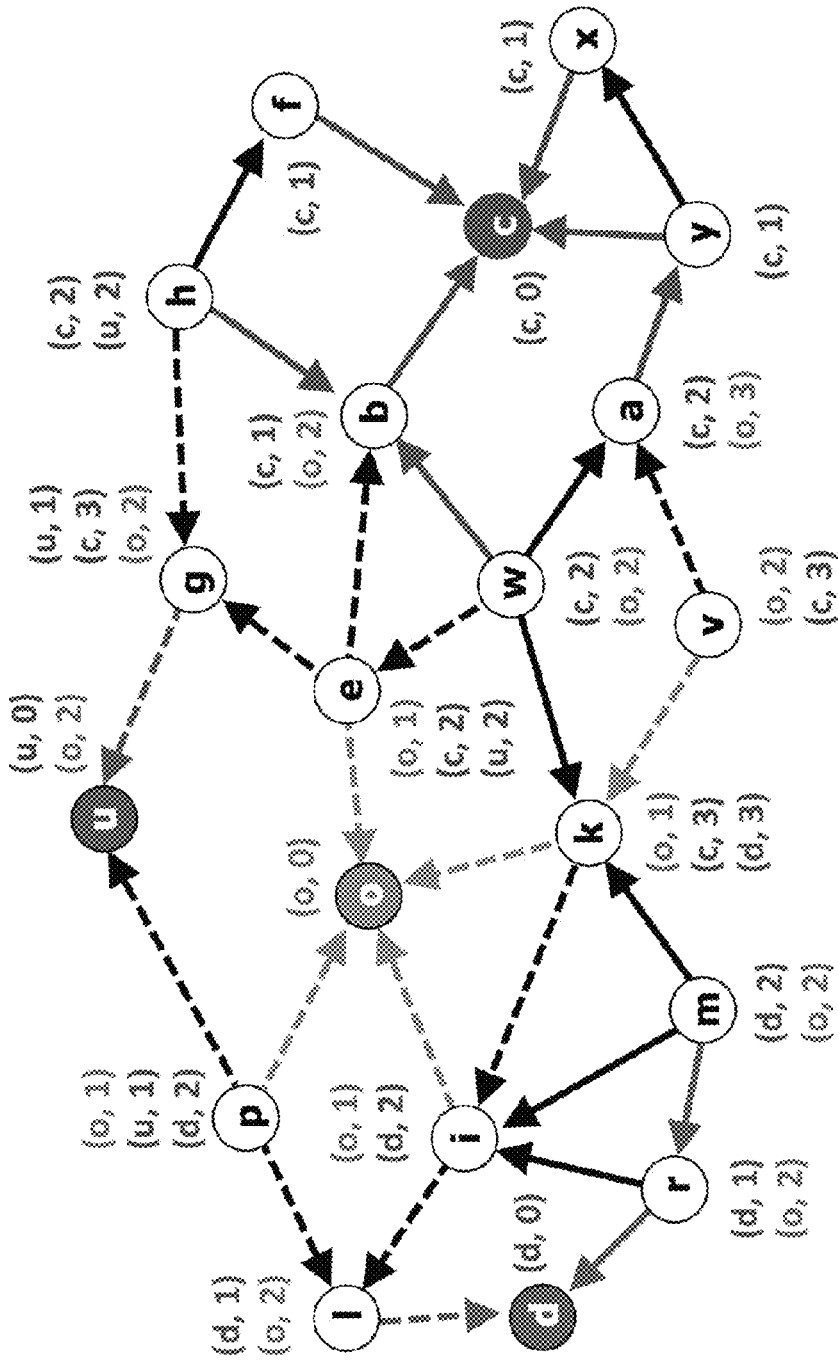 (u, 0)
(o, 2)
u
(u, 1)
(c, 3)
(o, 2)
g
(c, 2)
(u, 2)
h
(o, 1)
(u, 1)
(d, 2)
p
f
(c, 1)
(d, 1)
(o, 2)
l
(o, 0)
o
(c, 1)
(o, 2)
b
e
(o, 1)
(c, 2)
(u, 2)
(o, 1)
(d, 2)
i
c
(c, 0)
(c, 1)
x
(d, 0)
d
w
(c, 2)
(o, 2)
k
(o, 1)
(c, 3)
(d, 3)
a
(c, 2)
(o, 3)
r
(d, 1)
(o, 2)
m
(d, 2)
(o, 2)
v
(o, 2)
(c, 3)
y
(c, 1)